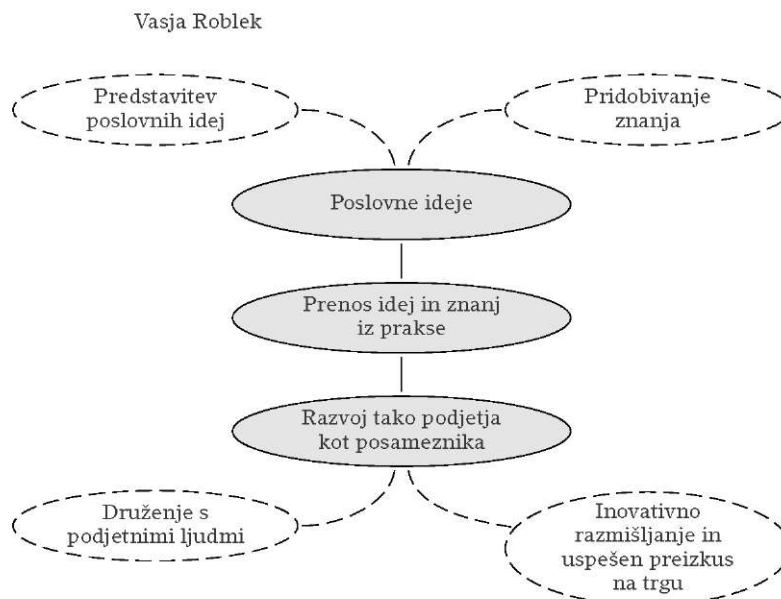 Vasja Roblek
Predstavitev
poslovnih idej
Pridobivanje
znanja
Poslovne ideje
Prenos idej in znanj
iz prakse
Razvoj tako podjetja
kot posameznika
Druženje s
podjetnimi ljudmi
Inovativno
razmišljanje in
uspešen preizkus
na trgu